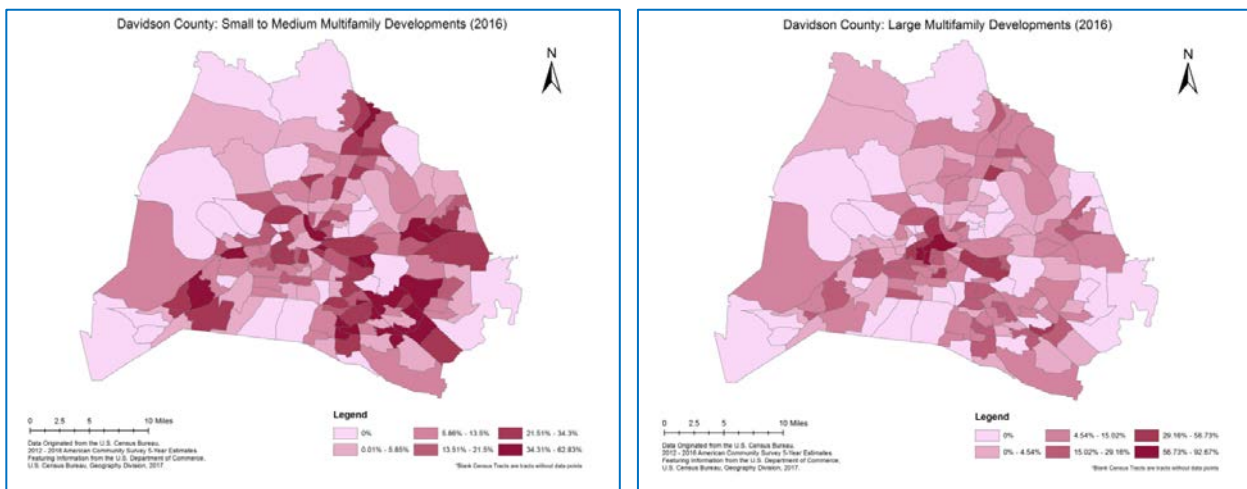 Davidson County: Small to Medium Multifamily Developments (2016)
N
0 2.5 5 10 Miles
Data Originated from the U.S. Census Bureau.
2012 - 2016 American Community Survey 5-Year Estimates
Featuring Information from the U.S. Department of Commerce,
U.S. Census Bureau, Geography Division, 2017.
Legend
0%
0.01% - 5.85%
5.86% - 13.5%
13.51% - 21.5%
21.51% - 34.3%
34.31% - 62.83%
*Blank Census Tracts are tracts without data points
Davidson County: Large Multifamily Developments (2016)
N
0 2.5 5 10 Miles
Data Originated from the U.S. Census Bureau.
2012 - 2016 American Community Survey 5-Year Estimates
Featuring Information from the U.S. Department of Commerce,
U.S. Census Bureau, Geography Division, 2017.
Legend
0%
0% - 4.54%
4.54% - 15.02%
15.02% - 29.16%
29.16% - 56.73%
56.73% - 92.67%
*Blank Census Tracts are tracts without data points